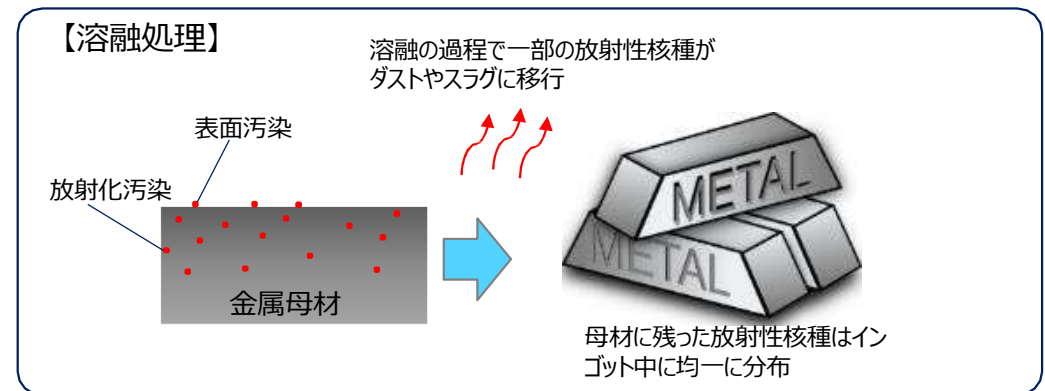 【溶融処理】
溶融の過程で一部の放射性核種が
ダストやスラグに移行
表面汚染
放射化汚染
金属母材
METAL
METAL
母材に残った放射性核種はイン
ゴット中に均一に分布